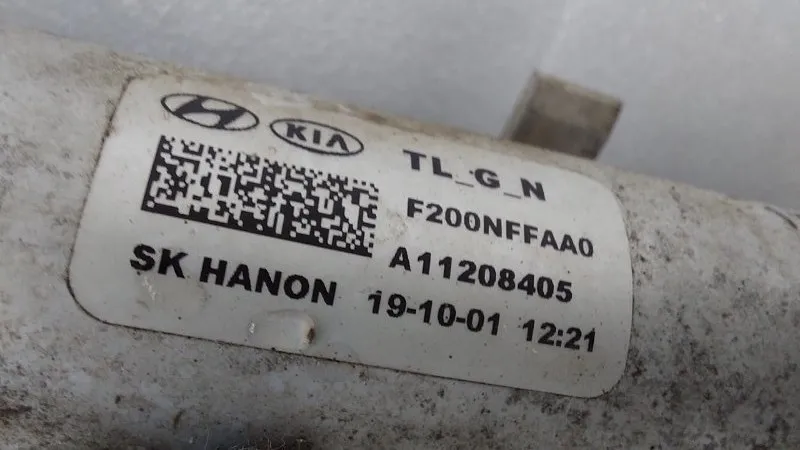 KIA
TL_G_N
F200NFFAA0
A11208405
SK HANON 19-10-01 12:21